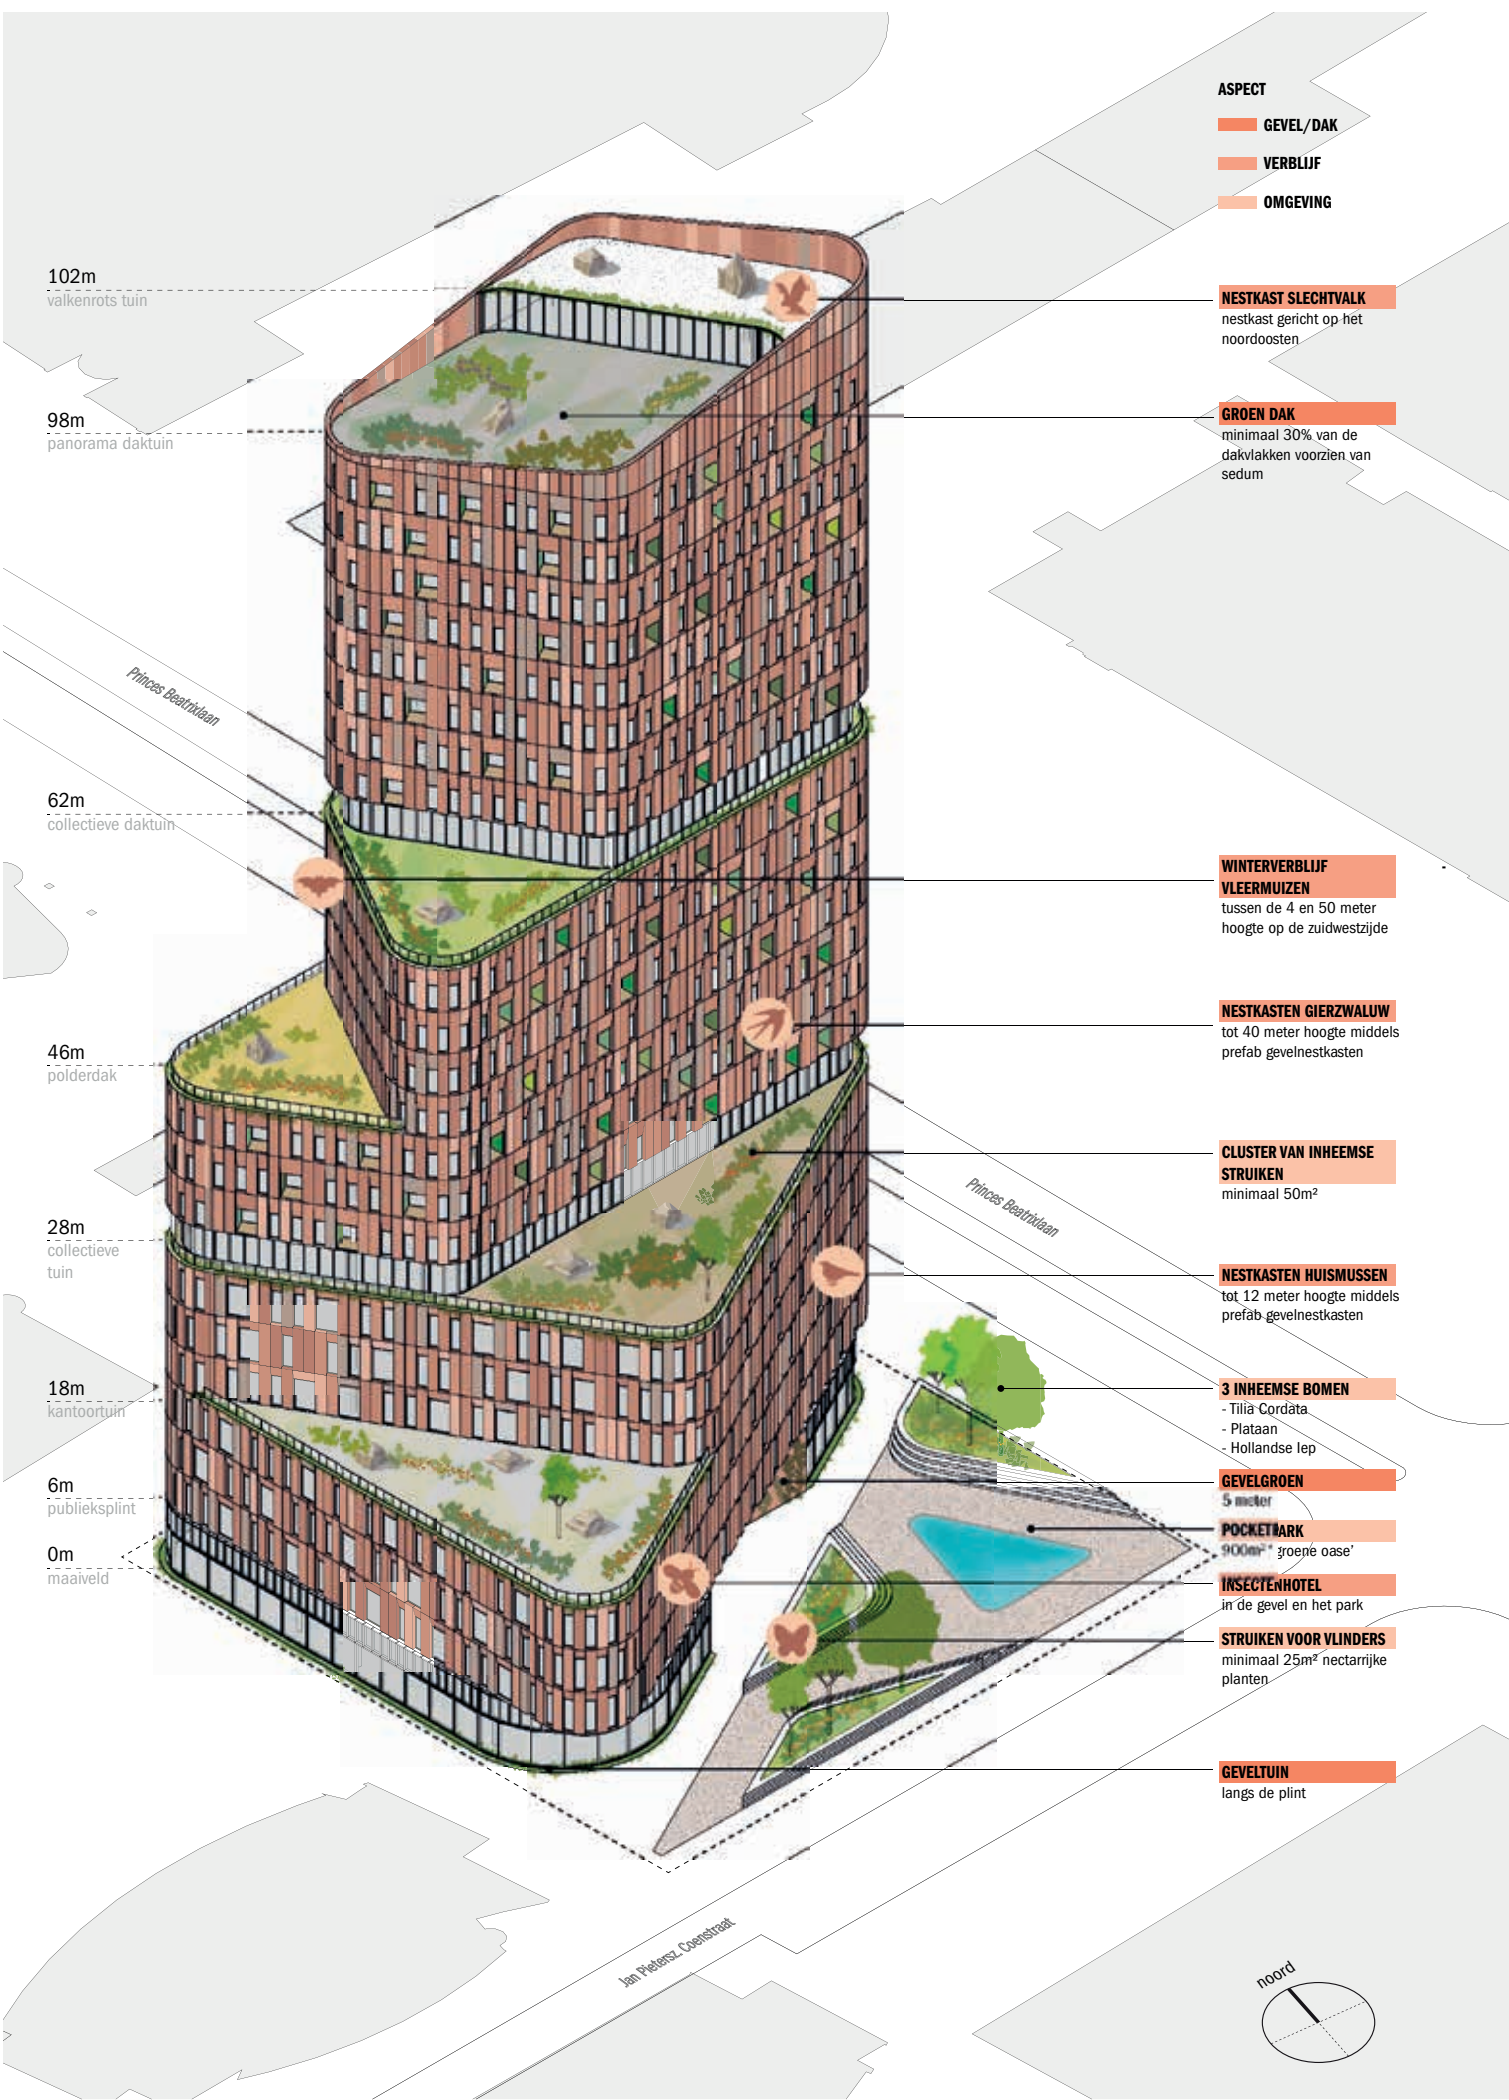 ASPECT
GEVEL/DAK
VERBLIJF
OMGEVING
102m
valkenrots tuin
98m
panorama daktuin
62m
collectieve daktuin
46m
polderdak
28m
collectieve
tuin
18m
kantoortuin
6m
publieksplint
0m
maaiveld
Princes Beatrixlaan
Princes Beatrixlaan
Jan Pietersz. Coenstraat
NESTKAST SLECHTVALK
nestkast gericht op het
noordoosten
GROEN DAK
minimaal 30% van de
dakvlakken voorzien van
sedum
WINTERVERBLIJF
VLEERMUIZEN
tussen de 4 en 50 meter
hoogte op de zuidwestzijde
NESTKASTEN GIERZWALUW
tot 40 meter hoogte middels
prefab gevelnestkasten
CLUSTER VAN INHEEMSE
STRUIKEN
minimaal 50m²
NESTKASTEN HUISMUSSEN
tot 12 meter hoogte middels
prefab gevelnestkasten
3 INHEEMSE BOMEN
- Tilia Cordata
- Plataan
- Hollandse Iep
GEVELGROEN
5 meter
POCKETPARK
900m² 'groene oase'
INSECTENHOTEL
in de gevel en het park
STRUIKEN VOOR VLINDERS
minimaal 25m² nectarrijke
planten
GEVELTUIN
langs de plint
noord